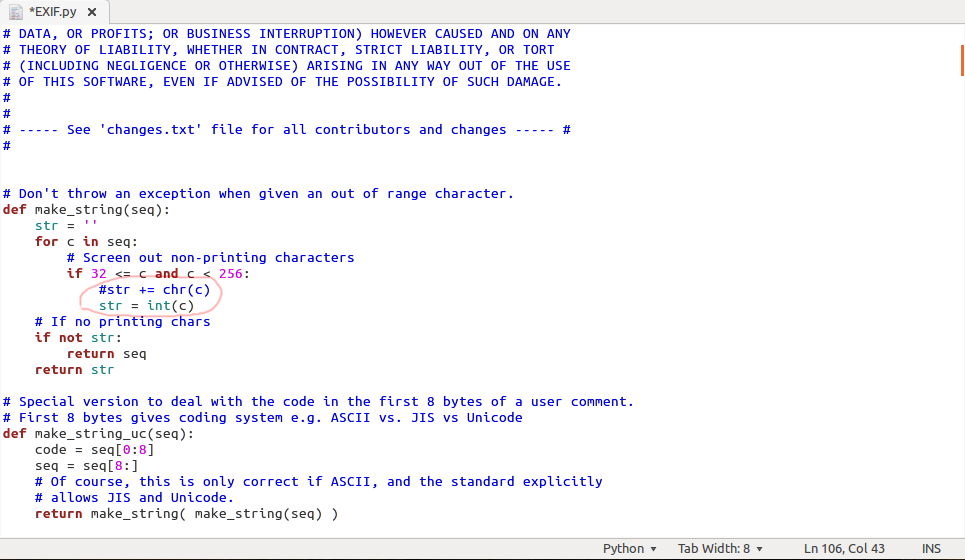 *EXIF.py ✕
# DATA, OR PROFITS; OR BUSINESS INTERRUPTION) HOWEVER CAUSED AND ON ANY
# THEORY OF LIABILITY, WHETHER IN CONTRACT, STRICT LIABILITY, OR TORT
# (INCLUDING NEGLIGENCE OR OTHERWISE) ARISING IN ANY WAY OUT OF THE USE
# OF THIS SOFTWARE, EVEN IF ADVISED OF THE POSSIBILITY OF SUCH DAMAGE.
#
#
# ----- See 'changes.txt' file for all contributors and changes ----- #
#
# Don't throw an exception when given an out of range character.
def make_string(seq):
    str = ''
    for c in seq:
        # Screen out non-printing characters
        if 32 <= c and c < 256:
            #str += chr(c)
            str = int(c)
    # If no printing chars
    if not str:
        return seq
    return str
# Special version to deal with the code in the first 8 bytes of a user comment.
# First 8 bytes gives coding system e.g. ASCII vs. JIS vs Unicode
def make_string_uc(seq):
    code = seq[0:8]
    seq = seq[8:]
    # Of course, this is only correct if ASCII, and the standard explicitly
    # allows JIS and Unicode.
    return make_string( make_string(seq) )
Python ▾ Tab Width: 8 ▾ Ln 106, Col 43 INS